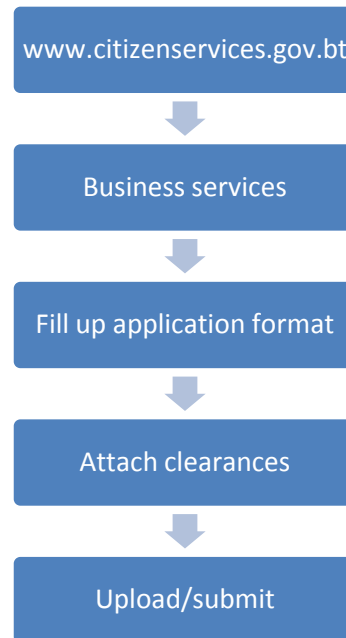 www.citizenservices.gov.bt
Business services
Fill up application format
Attach clearances
Upload/submit